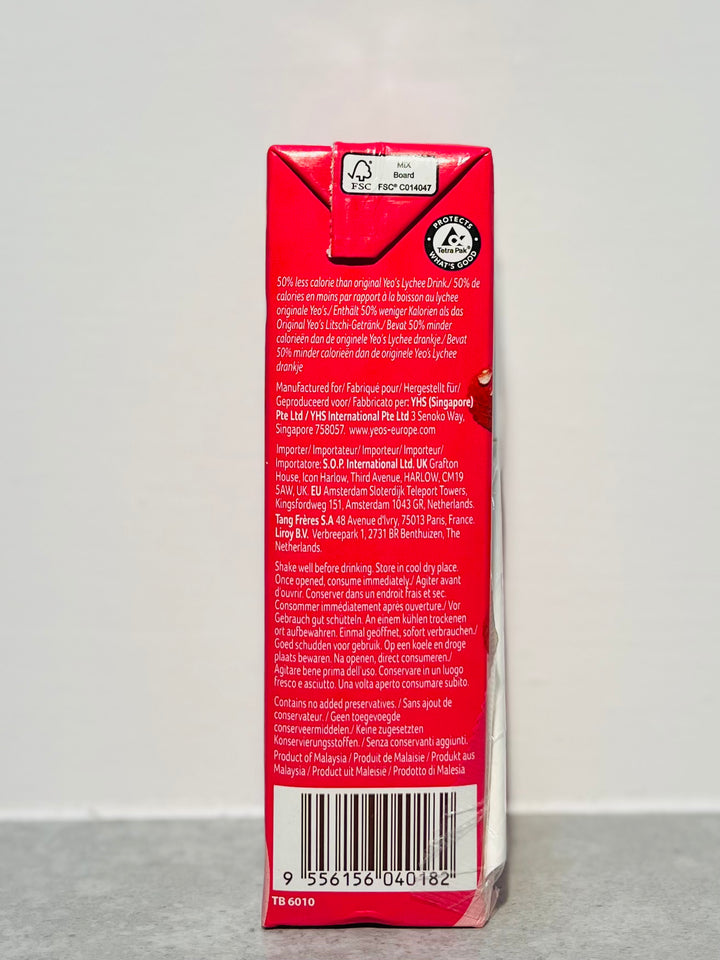 MIX
Board
FSC
FSC® C014047
PROTECTS
Tetra Pak®
WHAT'S GOOD
50% less calorie than original Yeo's Lychee Drink./ 50% de
calories en moins par rapport à la boisson au lychee
originale Yeo's./ Enthält 50% weniger Kalorien als das
Original Yeo's Litschi-Getränk./ Bevat 50% minder
calorieën dan de originele Yeo's Lychee drankje./ Bevat
50% minder calorieën dan de originele Yeo's Lychee
drankje
Manufactured for/ Fabriqué pour/ Hergestellt für/
Geproduceerd voor/ Fabbricato per: YHS (Singapore)
Pte Ltd / YHS International Pte Ltd 3 Senoko Way,
Singapore 758057. www.yeos-europe.com
Importer/ Importateur/ Importeur/ Importeur/
Importatore: S.O.P. International Ltd. UK Grafton
House, Icon Harlow, Third Avenue, HARLOW, CM19
5AW, UK. EU Amsterdam Sloterdijk Teleport Towers,
Kingsfordweg 151, Amsterdam 1043 GR, Netherlands.
Tang Frères S.A 48 Avenue d'Ivry, 75013 Paris, France.
Liroy B.V. Verbreepark 1, 2731 BR Benthuizen, The
Netherlands.
Shake well before drinking. Store in cool dry place.
Once opened, consume immediately./ Agiter avant
d'ouvrir. Conserver dans un endroit frais et sec.
Consommer immédiatement apres ouverture./ Vor
Gebrauch gut schutteln. An einem kühlen trockenen
ort aufbewahren. Einmal geöffnet, sofort verbrauchen./
Goed schudden voor gebruik. Op een koele en droge
plaats bewaren. Na openen, direct consumeren./
Agitare bene prima dell'uso. Conservare in un luogo
fresco e asciutto. Una volta aperto consumare subito.
Contains no added preservatives. / Sans ajout de
conservateur. / Geen toegevoegde
conserveermiddelen./ Keine zugesetzten
Konservierungsstoffen. / Senza conservanti aggiunti.
Product of Malaysia / Produit de Malaisie / Produkt aus
Malaysia / Product uit Maleisië / Prodotto di Malesia
9 556156 040182
TB 6010